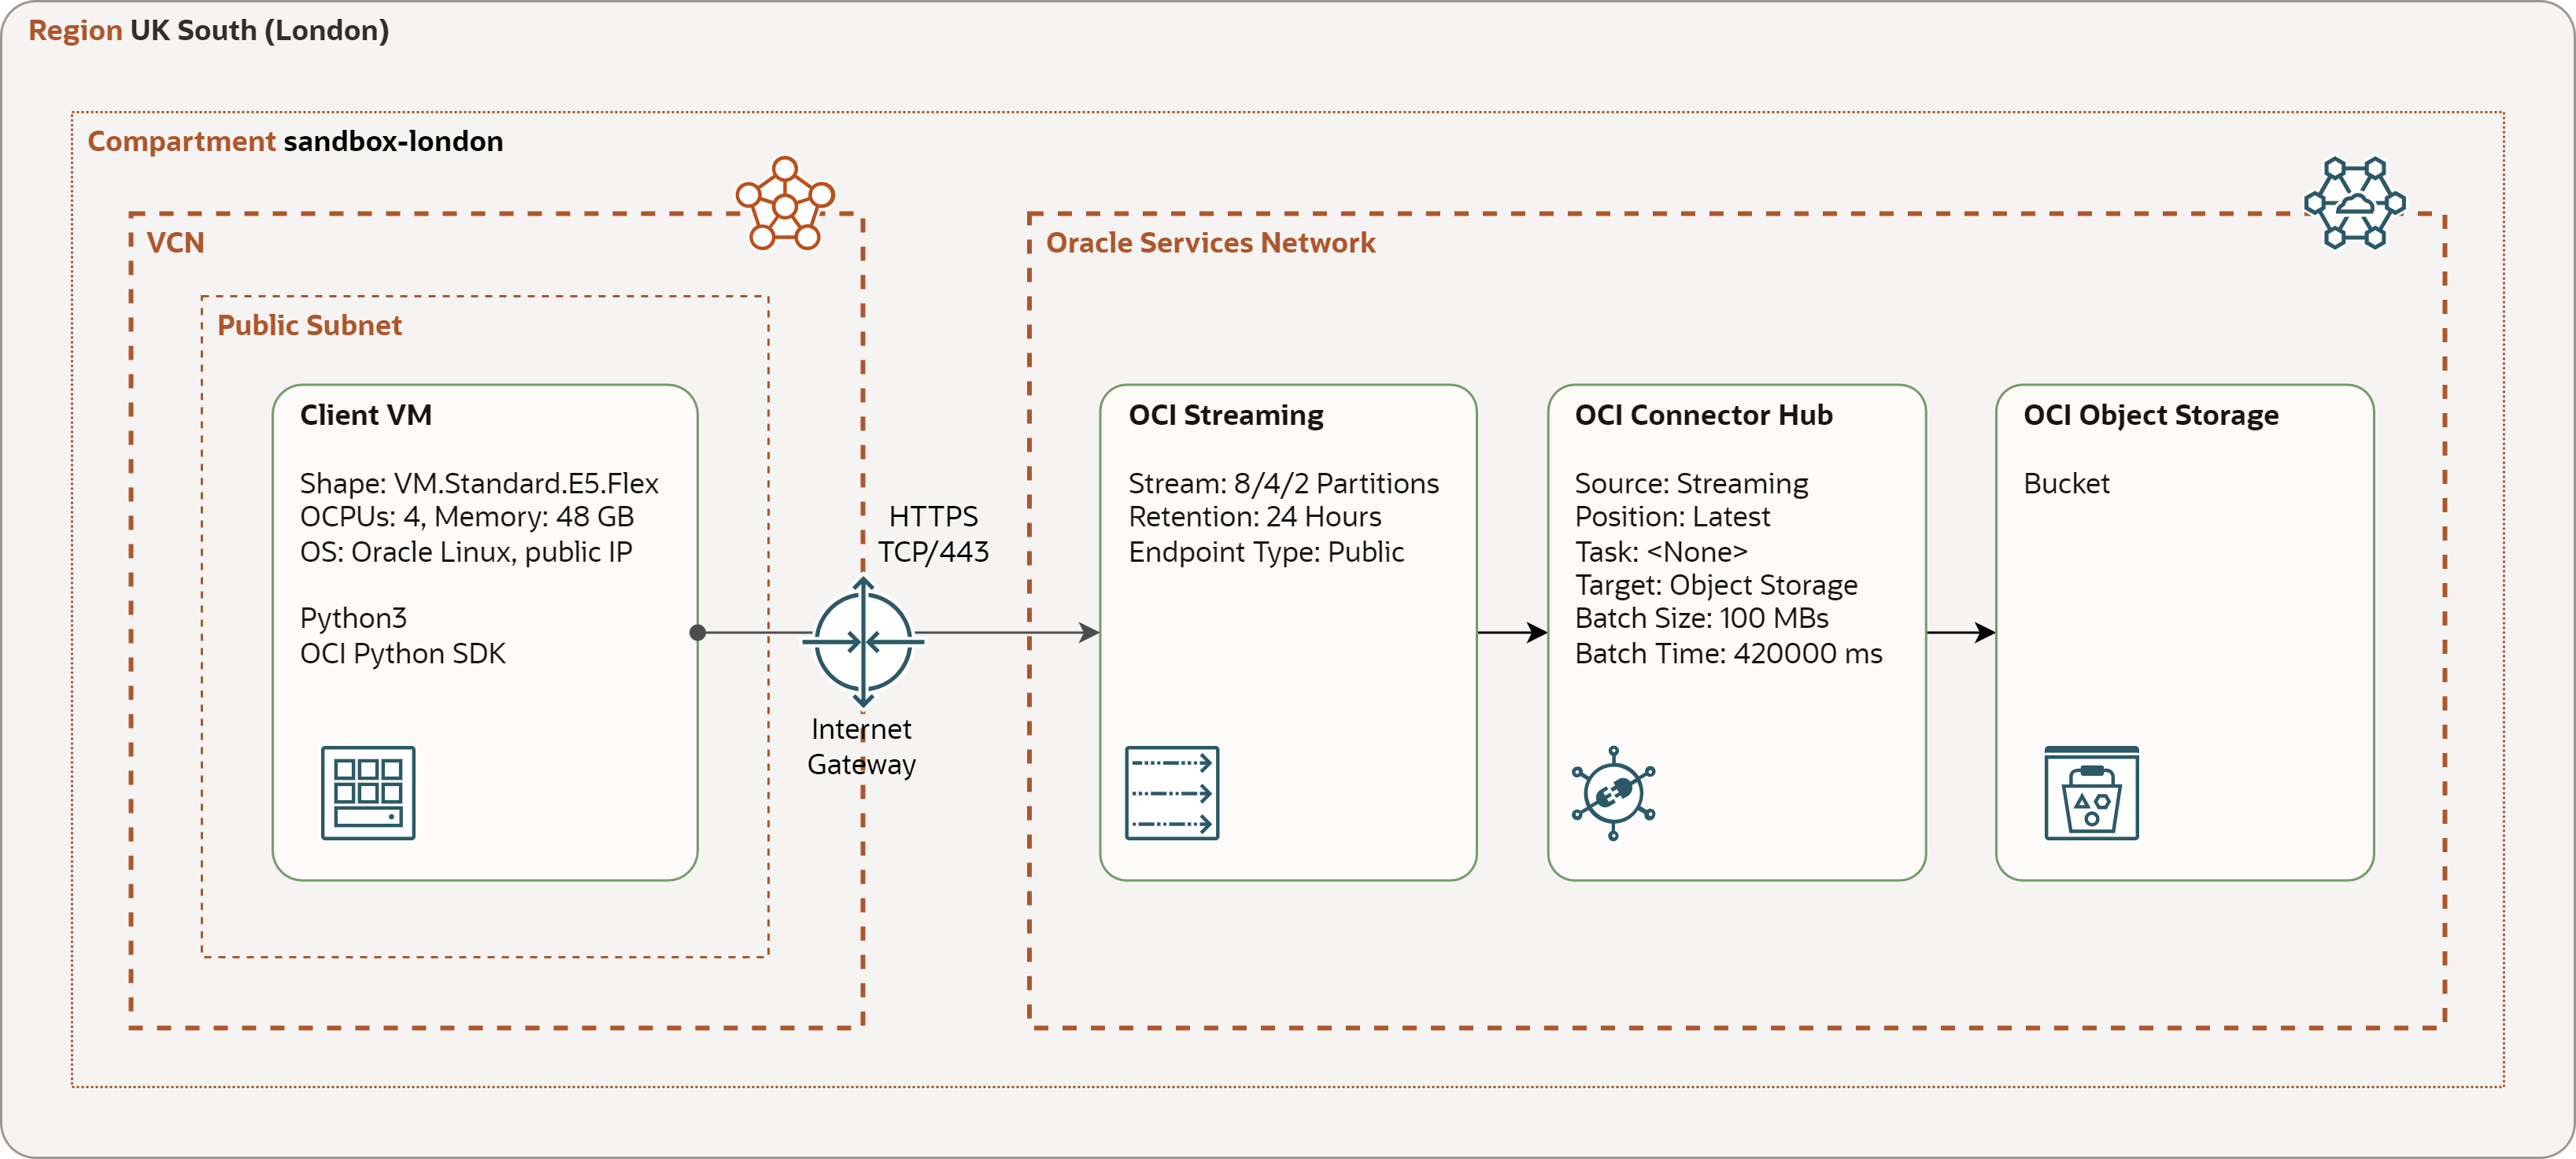 Region UK South (London)
Compartment sandbox-london
VCN
Public Subnet
Client VM
Shape: VM.Standard.E5.Flex
OCPUs: 4, Memory: 48 GB
OS: Oracle Linux, public IP
Python3
OCI Python SDK
HTTPS
TCP/443
Internet
Gateway
Oracle Services Network
OCI Streaming
Stream: 8/4/2 Partitions
Retention: 24 Hours
Endpoint Type: Public
OCI Connector Hub
Source: Streaming
Position: Latest
Task: <None>
Target: Object Storage
Batch Size: 100 MBs
Batch Time: 420000 ms
OCI Object Storage
Bucket